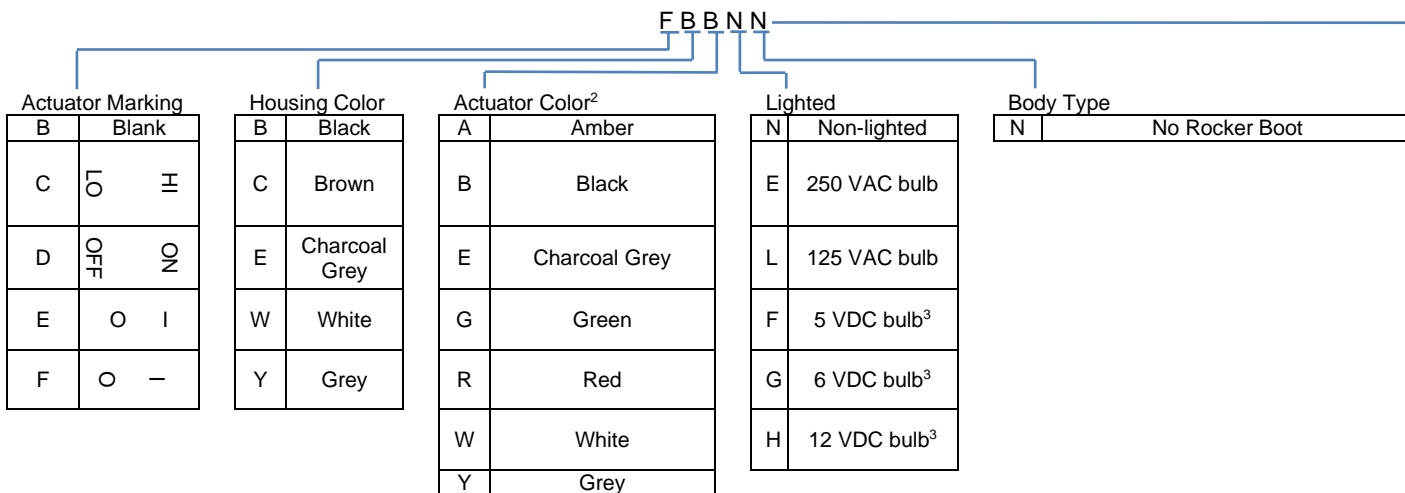 F B B N N
Actuator Marking
B Blank
C LO HI
D OFF ON
E O I
F O –
Housing Color
B Black
C Brown
E Charcoal Grey
W White
Y Grey
Actuator Color²
A Amber
B Black
E Charcoal Grey
G Green
R Red
W White
Y Grey
Lighted
N Non-lighted
E 250 VAC bulb
L 125 VAC bulb
F 5 VDC bulb³
G 6 VDC bulb³
H 12 VDC bulb³
Body Type
N No Rocker Boot